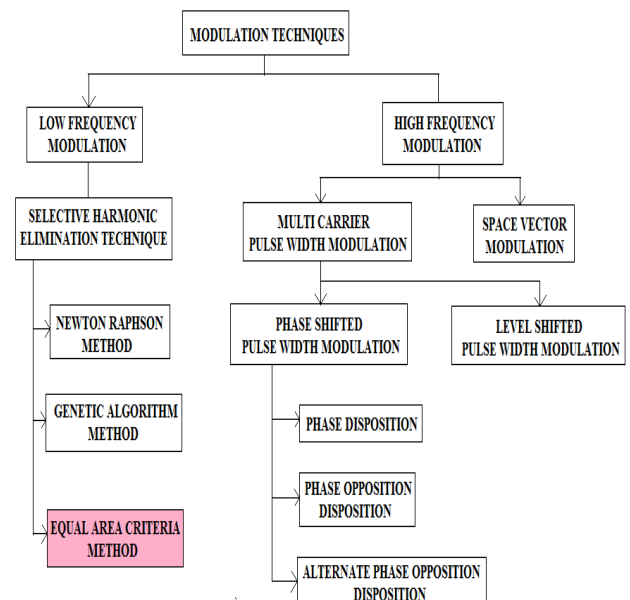 MODULATION TECHNIQUES
LOW FREQUENCY
MODULATION
HIGH FREQUENCY
MODULATION
SELECTIVE HARMONIC
ELIMINATION TECHNIQUE
MULTI CARRIER
PULSE WIDTH MODULATION
SPACE VECTOR
MODULATION
NEWTON RAPHSON
METHOD
PHASE SHIFTED
PULSE WIDTH MODULATION
LEVEL SHIFTED
PULSE WIDTH MODULATION
GENETIC ALGORITHM
METHOD
PHASE DISPOSITION
PHASE OPPOSITION
DISPOSITION
EQUAL AREA CRITERIA
METHOD
ALTERNATE PHASE OPPOSITION
DISPOSITION